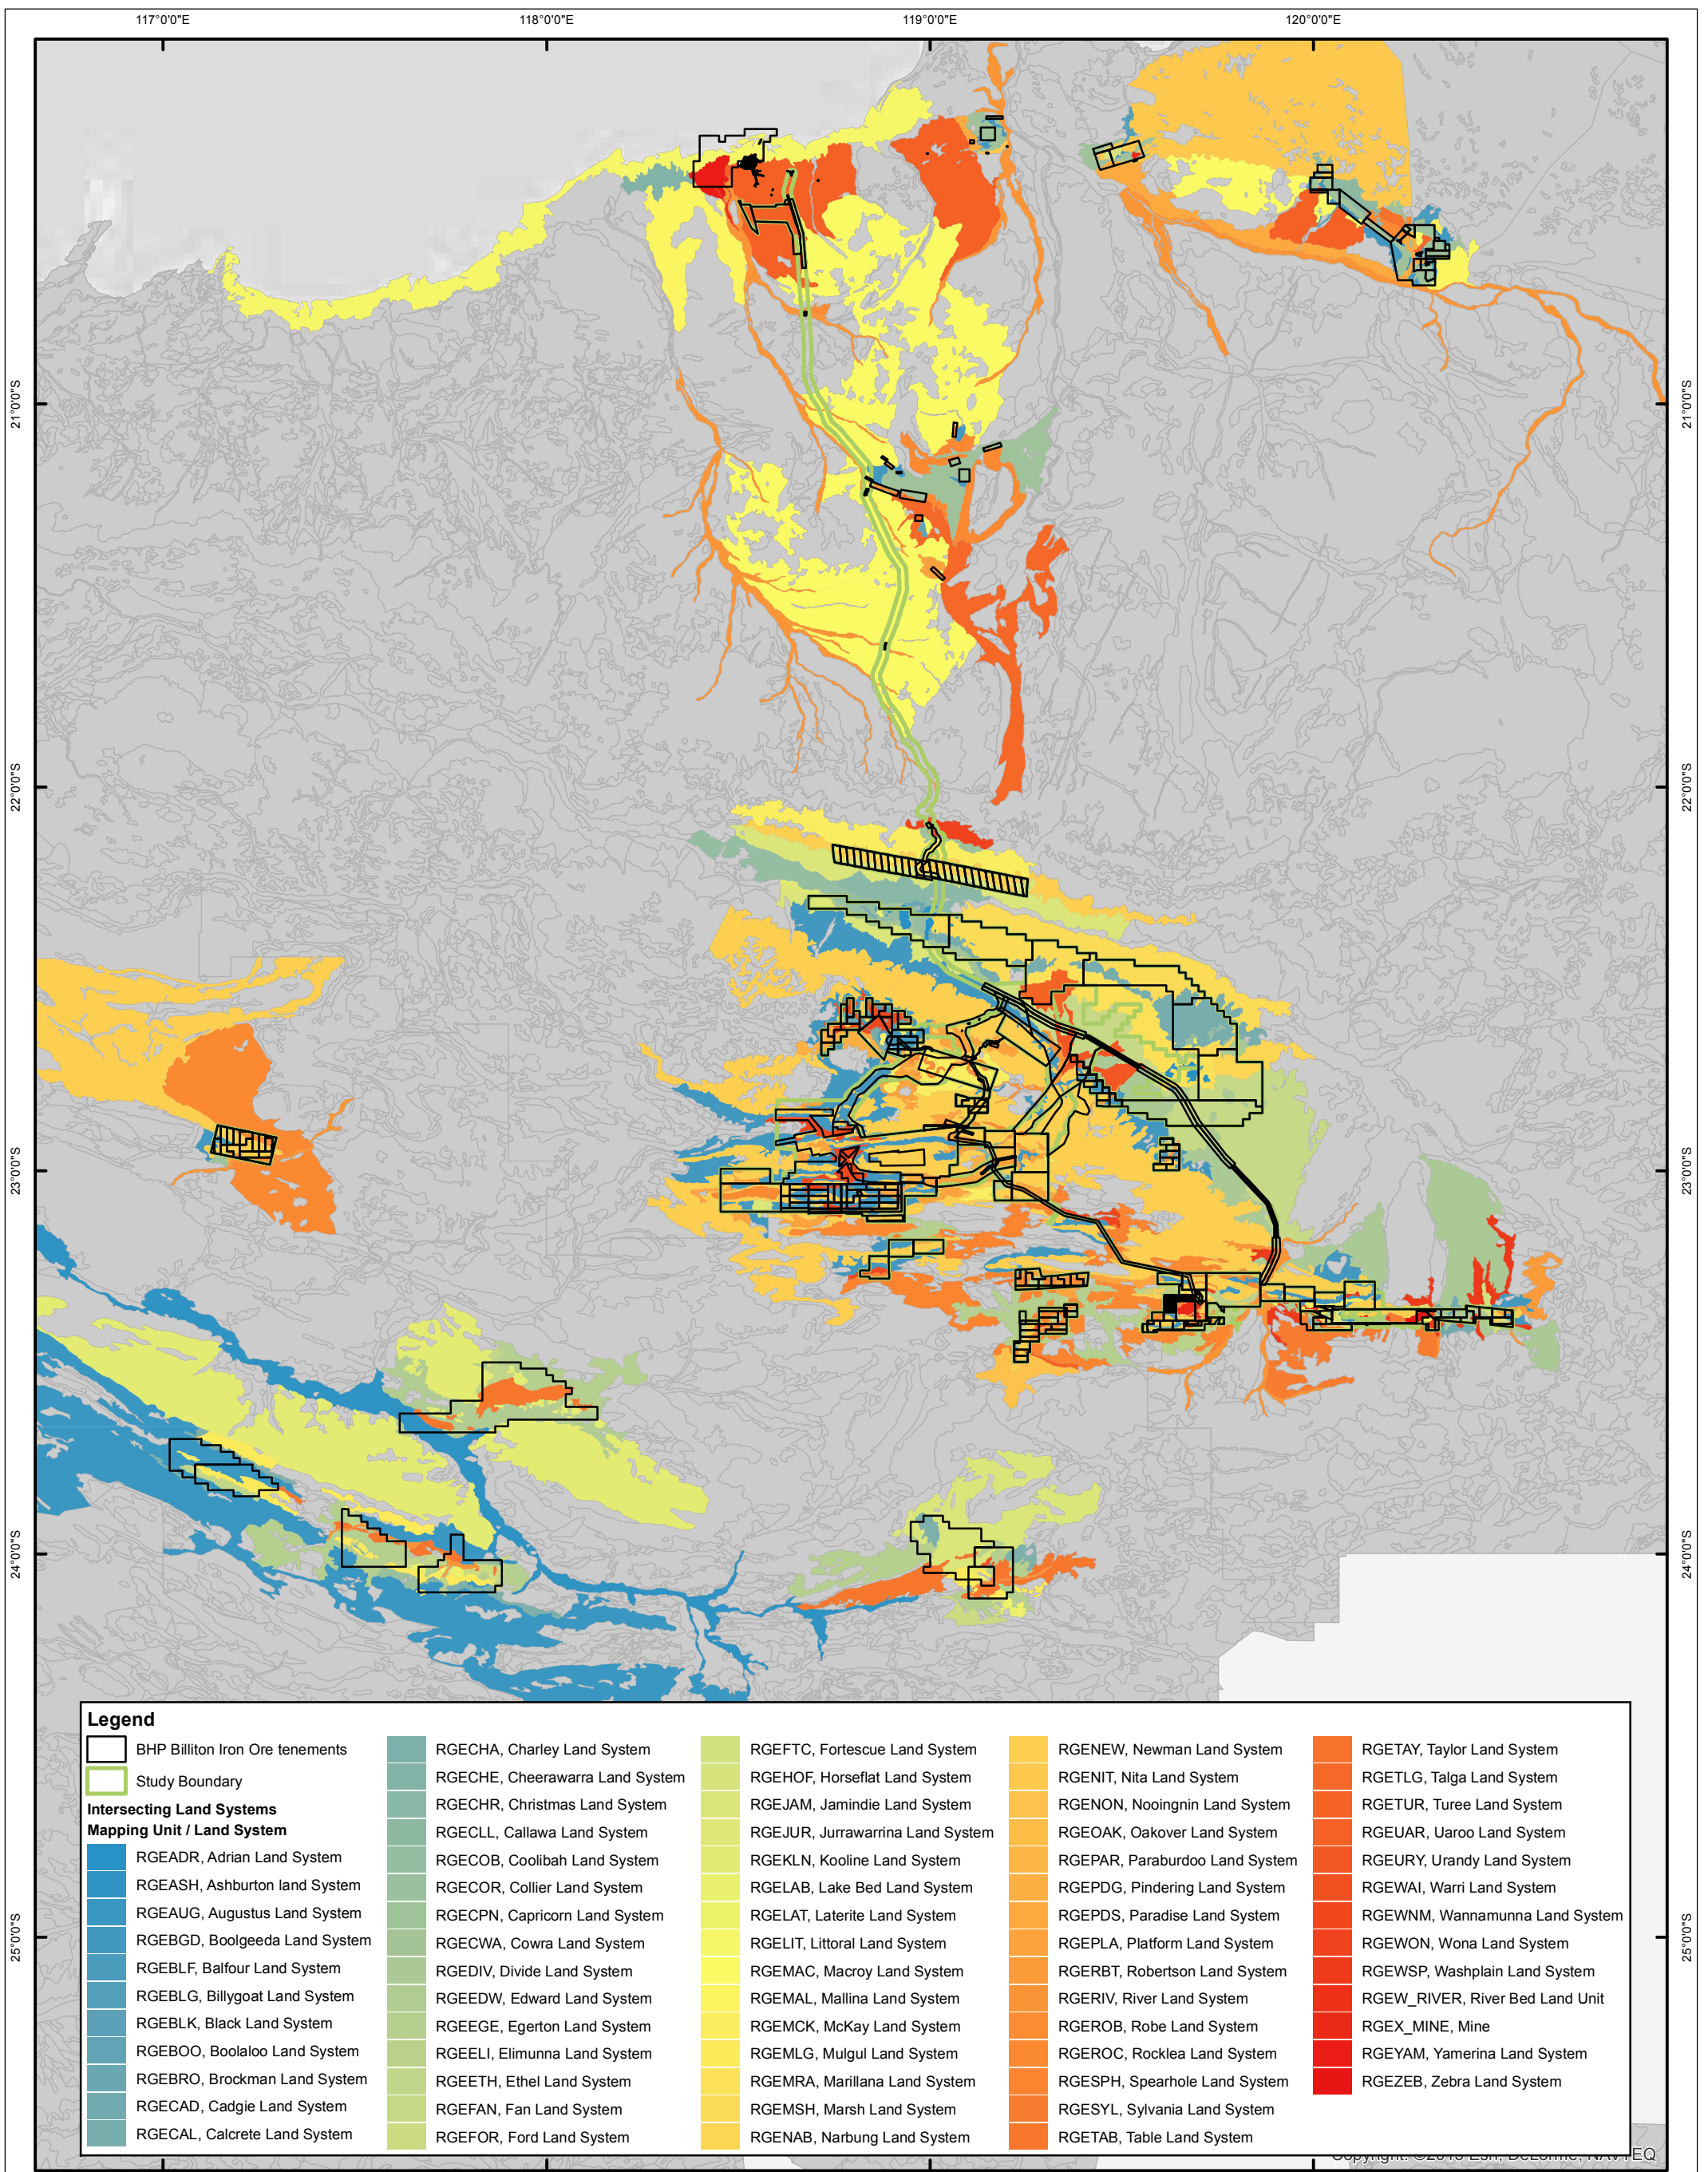 117°0'0"E
118°0'0"E
119°0'0"E
120°0'0"E
21°0'0"S
21°0'0"S
22°0'0"S
22°0'0"S
23°0'0"S
23°0'0"S
24°0'0"S
24°0'0"S
25°0'0"S
25°0'0"S
Legend
BHP Billiton Iron Ore tenements
Study Boundary
Intersecting Land Systems
Mapping Unit / Land System
RGEADR, Adrian Land System
RGEASH, Ashburton land System
RGEAUG, Augustus Land System
RGEBGD, Boolgeeda Land System
RGEBLF, Balfour Land System
RGEBLG, Billygoat Land System
RGEBLK, Black Land System
RGEBOO, Boolaloo Land System
RGEBRO, Brockman Land System
RGECAD, Cadgie Land System
RGECAL, Calcrete Land System
RGECHA, Charley Land System
RGECHE, Cheerawarra Land System
RGECHR, Christmas Land System
RGECLL, Callawa Land System
RGECOB, Coolibah Land System
RGECOR, Collier Land System
RGECPN, Capricorn Land System
RGECWA, Cowra Land System
RGEDIV, Divide Land System
RGEEDW, Edward Land System
RGEEGE, Egerton Land System
RGEELI, Elimunna Land System
RGEETH, Ethel Land System
RGEFAN, Fan Land System
RGEFOR, Ford Land System
RGEFTC, Fortescue Land System
RGEHOF, Horseflat Land System
RGEJAM, Jamindie Land System
RGEJUR, Jurrawarrina Land System
RGEKLN, Kooline Land System
RGELAB, Lake Bed Land System
RGELAT, Laterite Land System
RGELIT, Littoral Land System
RGEMAC, Macroy Land System
RGEMAL, Mallina Land System
RGEMCK, McKay Land System
RGEMLG, Mulgul Land System
RGEMRA, Marillana Land System
RGEMSH, Marsh Land System
RGENAB, Narbung Land System
RGENEW, Newman Land System
RGENIT, Nita Land System
RGENON, Nooingnin Land System
RGEOAK, Oakover Land System
RGEPAR, Paraburdoo Land System
RGEPDG, Pindering Land System
RGEPDS, Paradise Land System
RGEPLA, Platform Land System
RGERBT, Robertson Land System
RGERIV, River Land System
RGEROB, Robe Land System
RGEROC, Rocklea Land System
RGESPH, Spearhole Land System
RGESYL, Sylvania Land System
RGETAB, Table Land System
RGETAY, Taylor Land System
RGETLG, Talga Land System
RGETUR, Turee Land System
RGEUAR, Uaroo Land System
RGEURY, Urandy Land System
RGEWAI, Warri Land System
RGEWNM, Wannamunna Land System
RGEWON, Wona Land System
RGEWSP, Washplain Land System
RGEW_RIVER, River Bed Land Unit
RGEX_MINE, Mine
RGEYAM, Yamerina Land System
RGEZEB, Zebra Land System
Copyright: ©2013 Esri, DeLorme, NAVTEQ